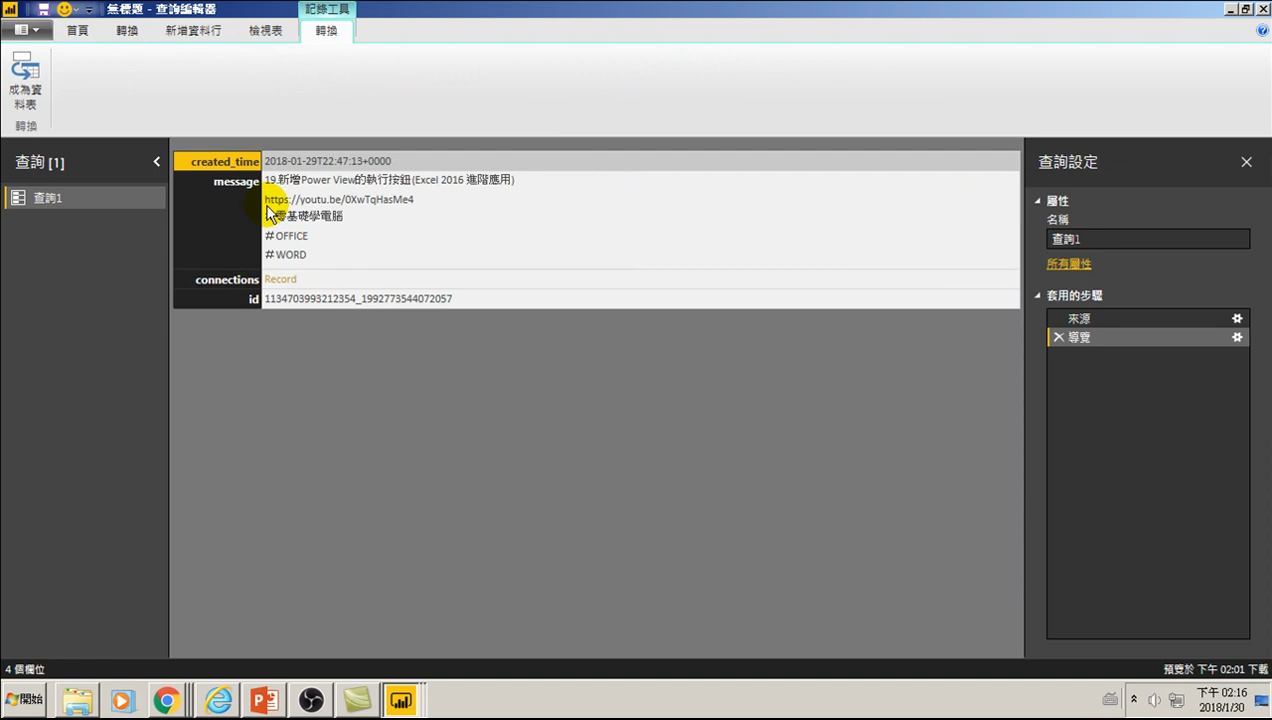 無標題 - 查詢編輯器
記錄工具
首頁
轉換
新增資料行
檢視表
轉換
成為資
料表
轉換
查詢 [1]
查詢1
created_time
2018-01-29T22:47:13+0000
message
19.新增Power View的執行按鈕(Excel 2016 進階應用)
https://youtu.be/0XwTqHasMe4
零基礎學電腦
#OFFICE
#WORD
connections
Record
id
1134703993212354_1992773544072057
查詢設定
屬性
名稱
查詢1
所有屬性
套用的步驟
來源
導覽
4 個欄位
預覽於 下午 02:01 下載
開始
下午 02:16
2018/1/30